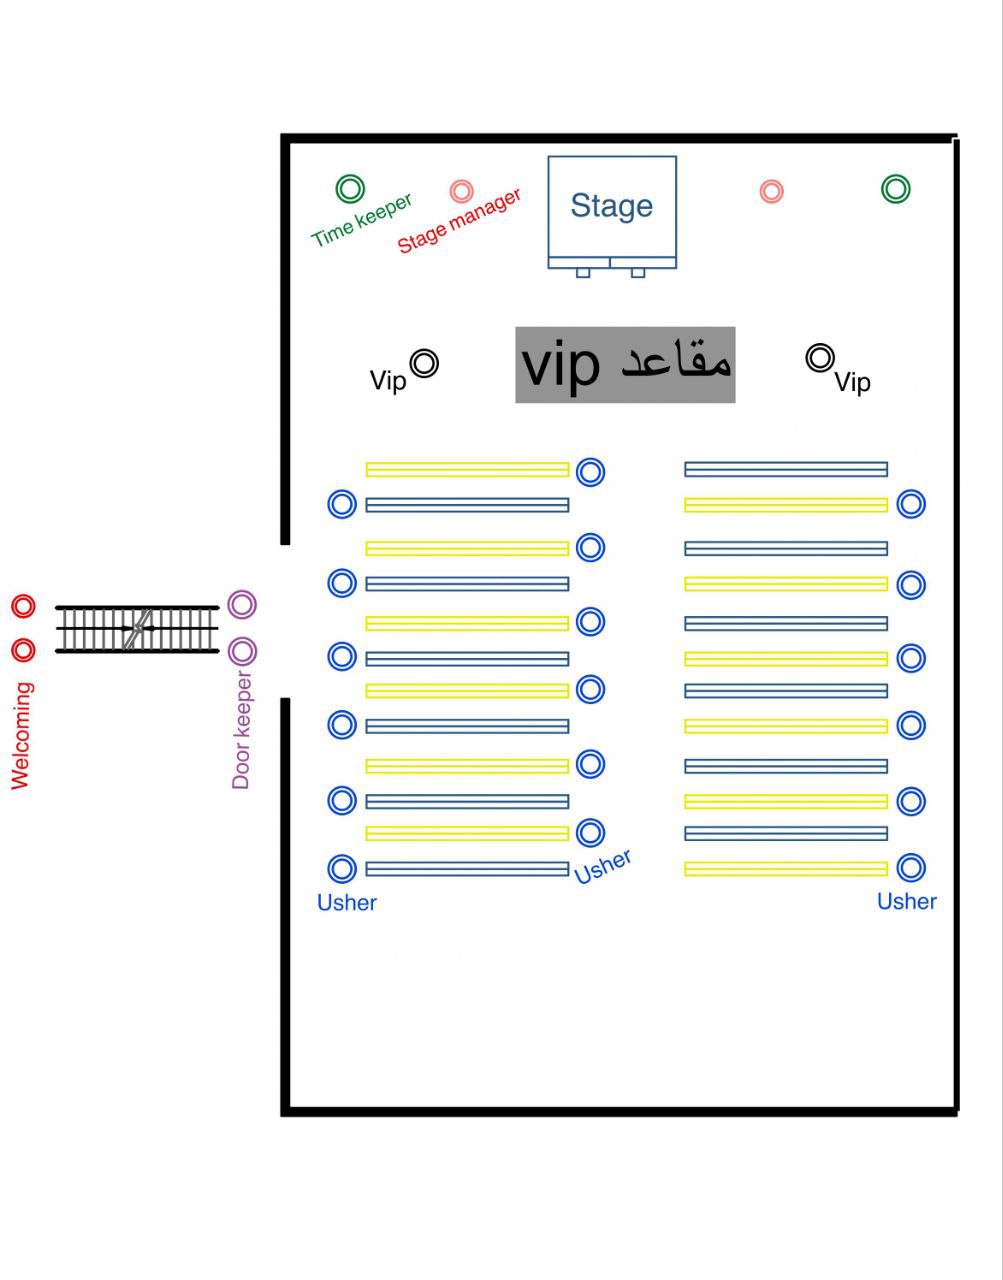 Stage
Time keeper
Stage manager
مقاعد vip
Vip
Vip
Welcoming
Door keeper
Usher
Usher
Usher